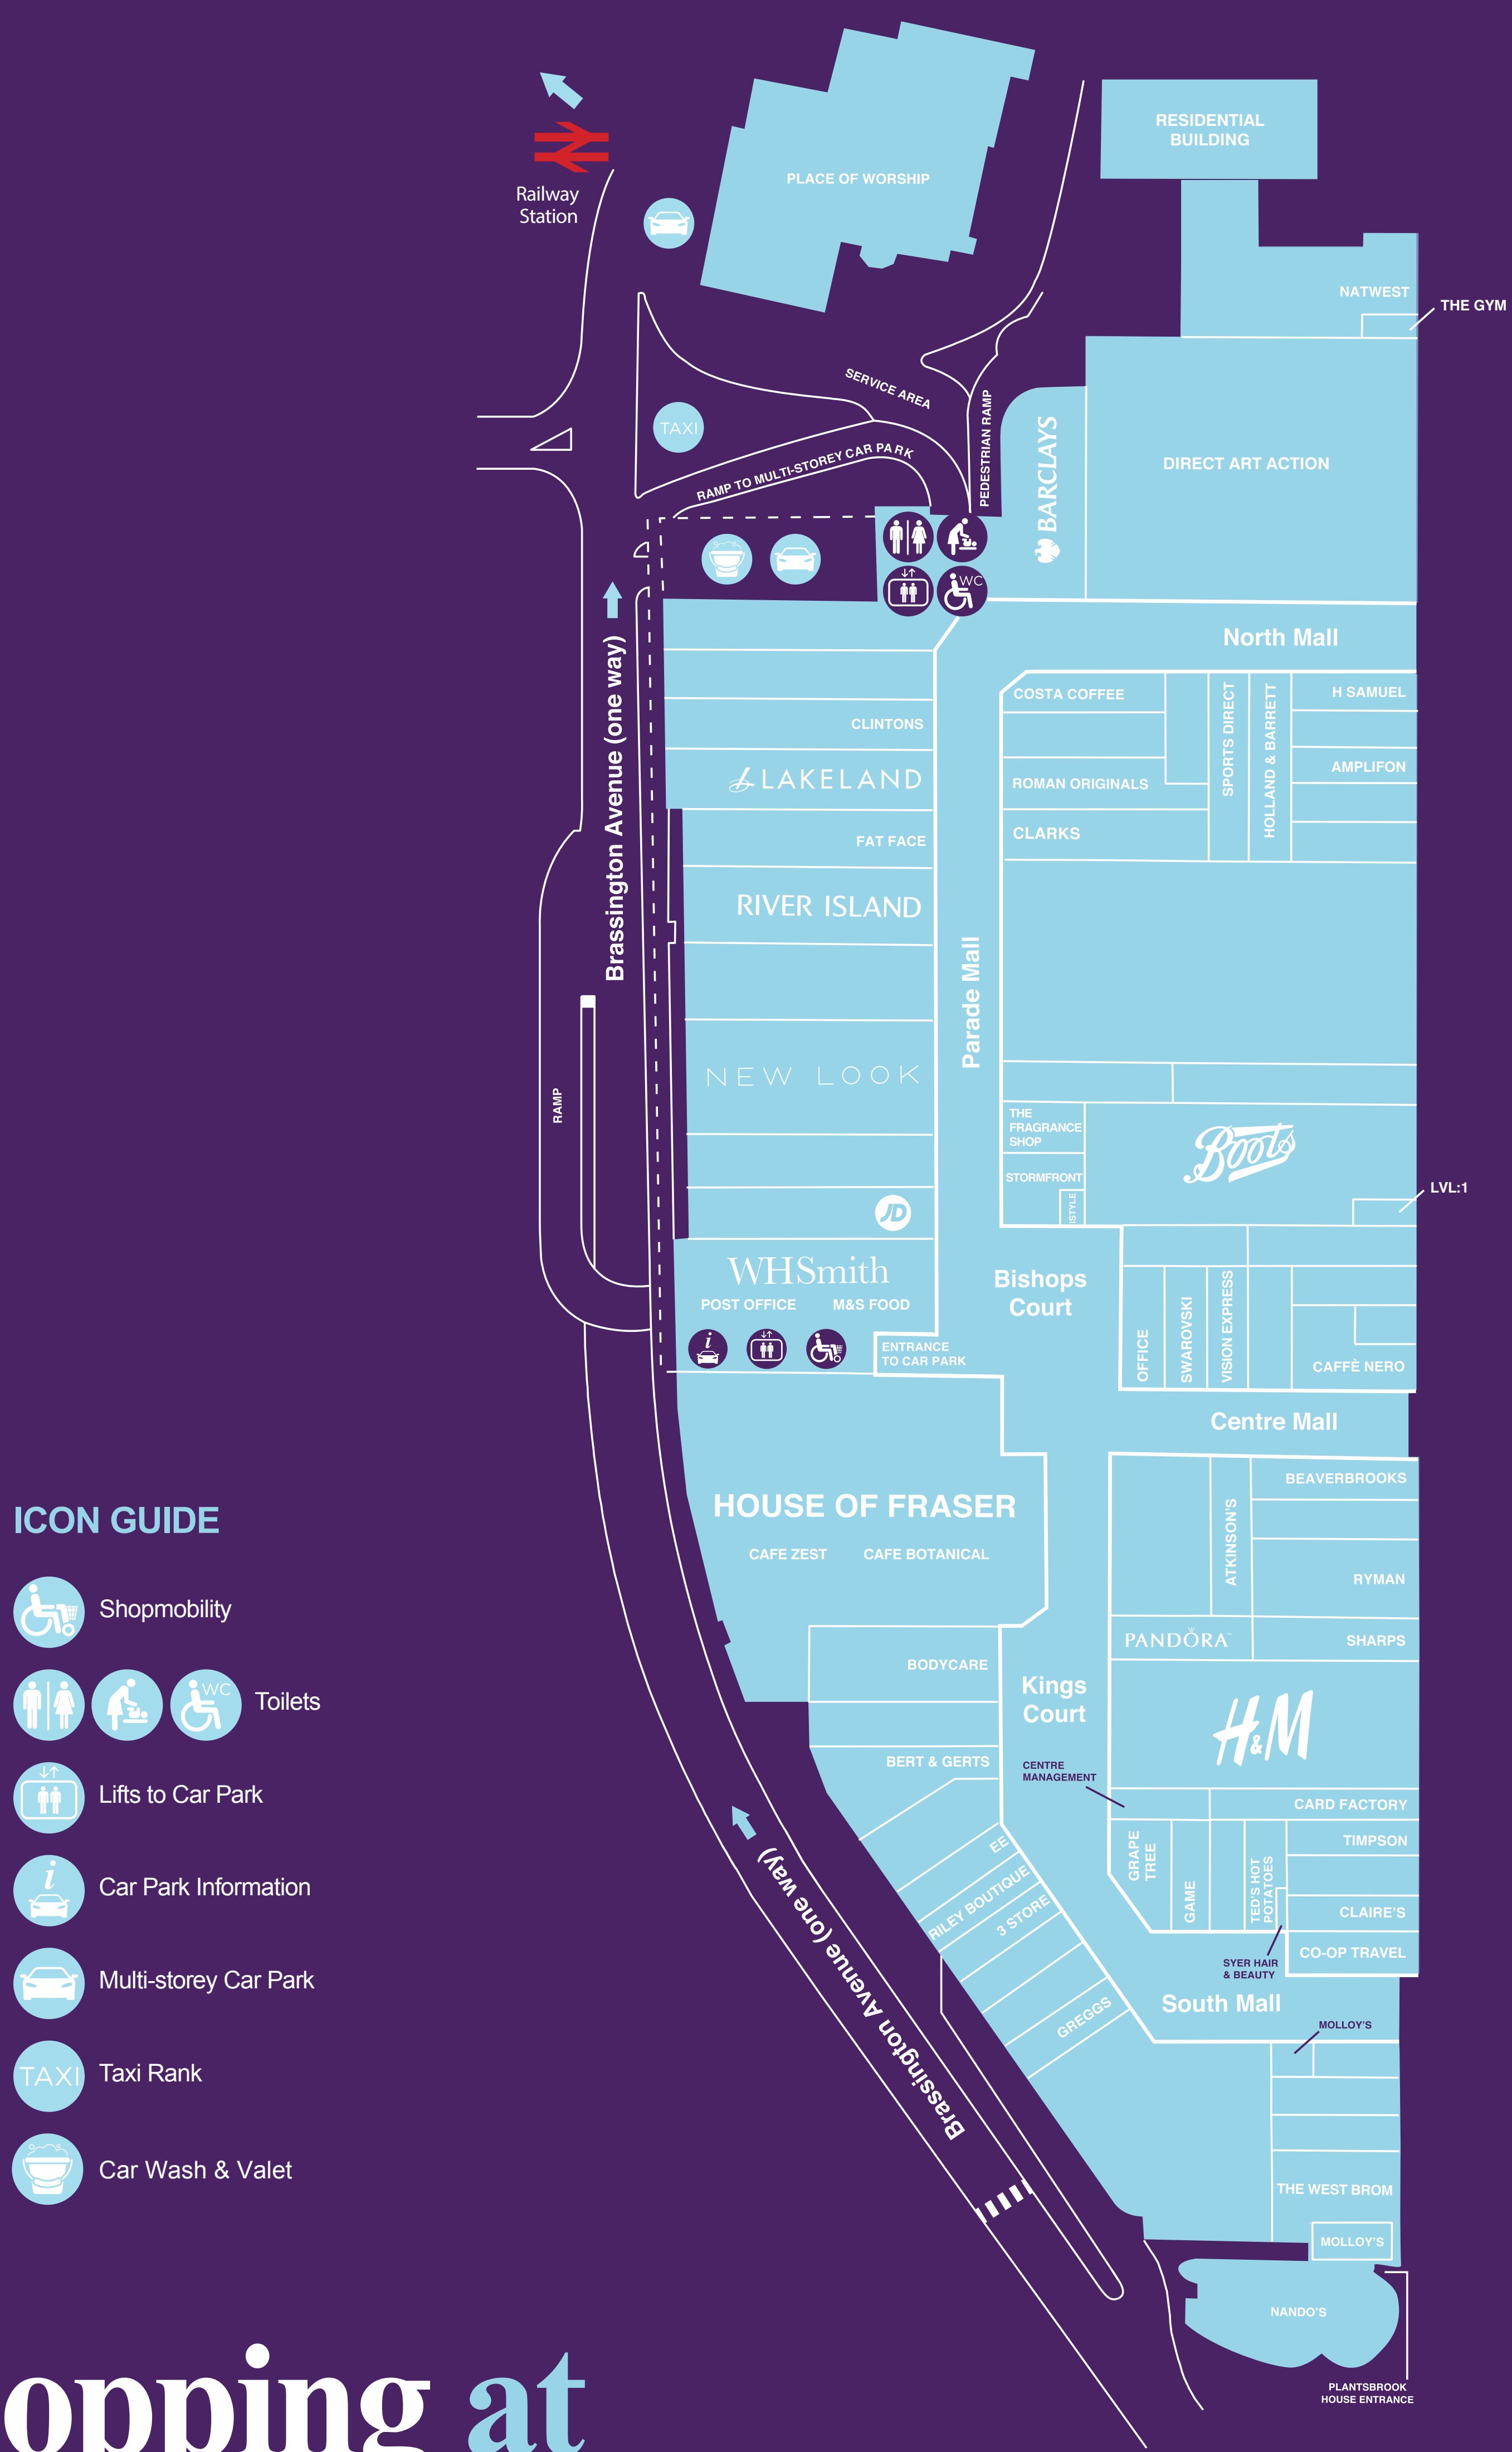 Railway
Station
PLACE OF WORSHIP
RESIDENTIAL
BUILDING
NATWEST
THE GYM
SERVICE AREA
TAXI
RAMP TO MULTI-STOREY CAR PARK
PEDESTRIAN RAMP
BARCLAYS
DIRECT ART ACTION
WC
North Mall
Brassington Avenue (one way)
CLINTONS
LAKELAND
FAT FACE
RIVER ISLAND
NEW LOOK
JD
WHSmith
POST OFFICE
M&S FOOD
i
ENTRANCE
TO CAR PARK
RAMP
Parade Mall
COSTA COFFEE
ROMAN ORIGINALS
CLARKS
SPORTS DIRECT
HOLLAND & BARRETT
H SAMUEL
AMPLIFON
THE
FRAGRANCE
SHOP
STORMFRONT
ISTYLE
Boots
LVL:1
Bishops
Court
OFFICE
SWAROVSKI
VISION EXPRESS
CAFFÈ NERO
Centre Mall
HOUSE OF FRASER
CAFE ZEST
CAFE BOTANICAL
BEAVERBROOKS
ATKINSON'S
RYMAN
PANDÖRA™
SHARPS
BODYCARE
Kings
Court
H&M
BERT & GERTS
CENTRE
MANAGEMENT
CARD FACTORY
EE
RILEY BOUTIQUE
3 STORE
GREGGS
GRAPE
TREE
GAME
TED'S HOT
POTATOES
TIMPSON
CLAIRE'S
CO-OP TRAVEL
SYER HAIR
& BEAUTY
South Mall
MOLLOY'S
THE WEST BROM
MOLLOY'S
NANDO'S
PLANTSBROOK
HOUSE ENTRANCE
Brassington Avenue (one way)
ICON GUIDE
Shopmobility
WC
Toilets
Lifts to Car Park
i
Car Park Information
Multi-storey Car Park
TAXI
Taxi Rank
Car Wash & Valet
opping at